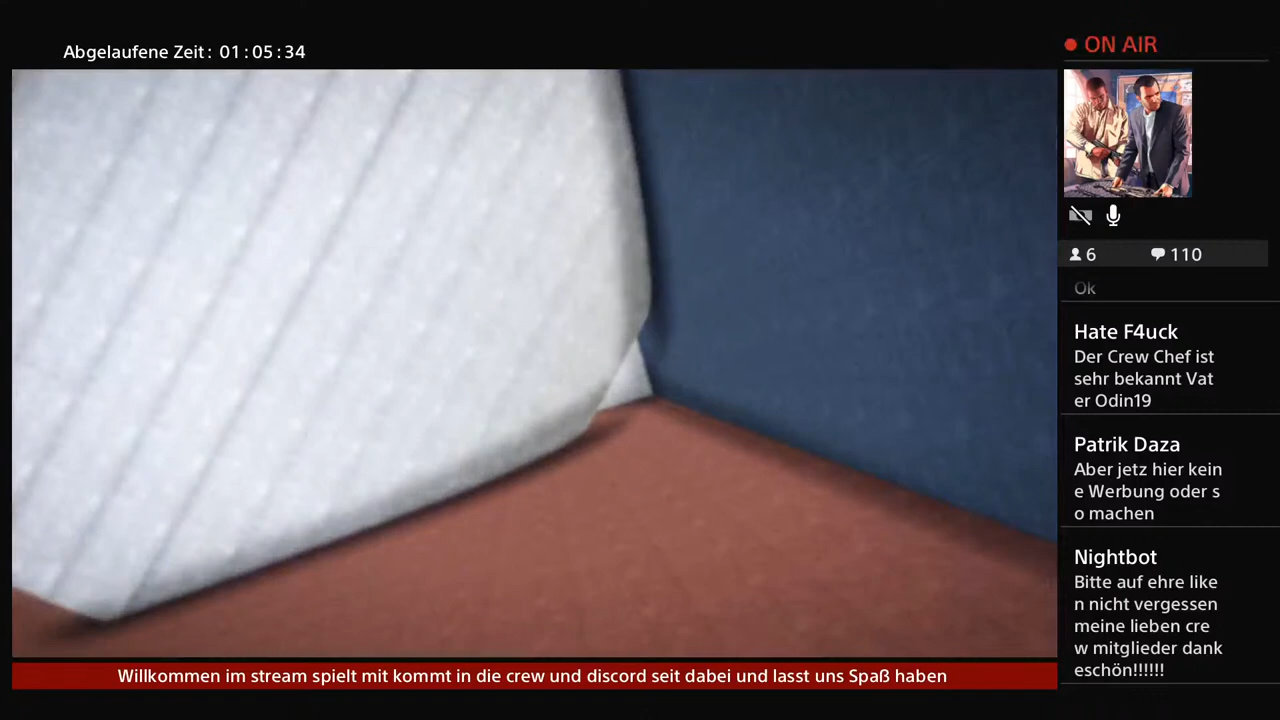 Abgelaufene Zeit: 01:05:34
ON AIR
6 110
Ok
Hate F4uck
Der Crew Chef ist
sehr bekannt Vat
er Odin19
Patrik Daza
Aber jetz hier kein
e Werbung oder s
o machen
Nightbot
Bitte auf ehre like
n nicht vergessen
meine lieben cre
w mitglieder dank
eschön!!!!!!
Willkommen im stream spielt mit kommt in die crew und discord seit dabei und lasst uns Spaß haben